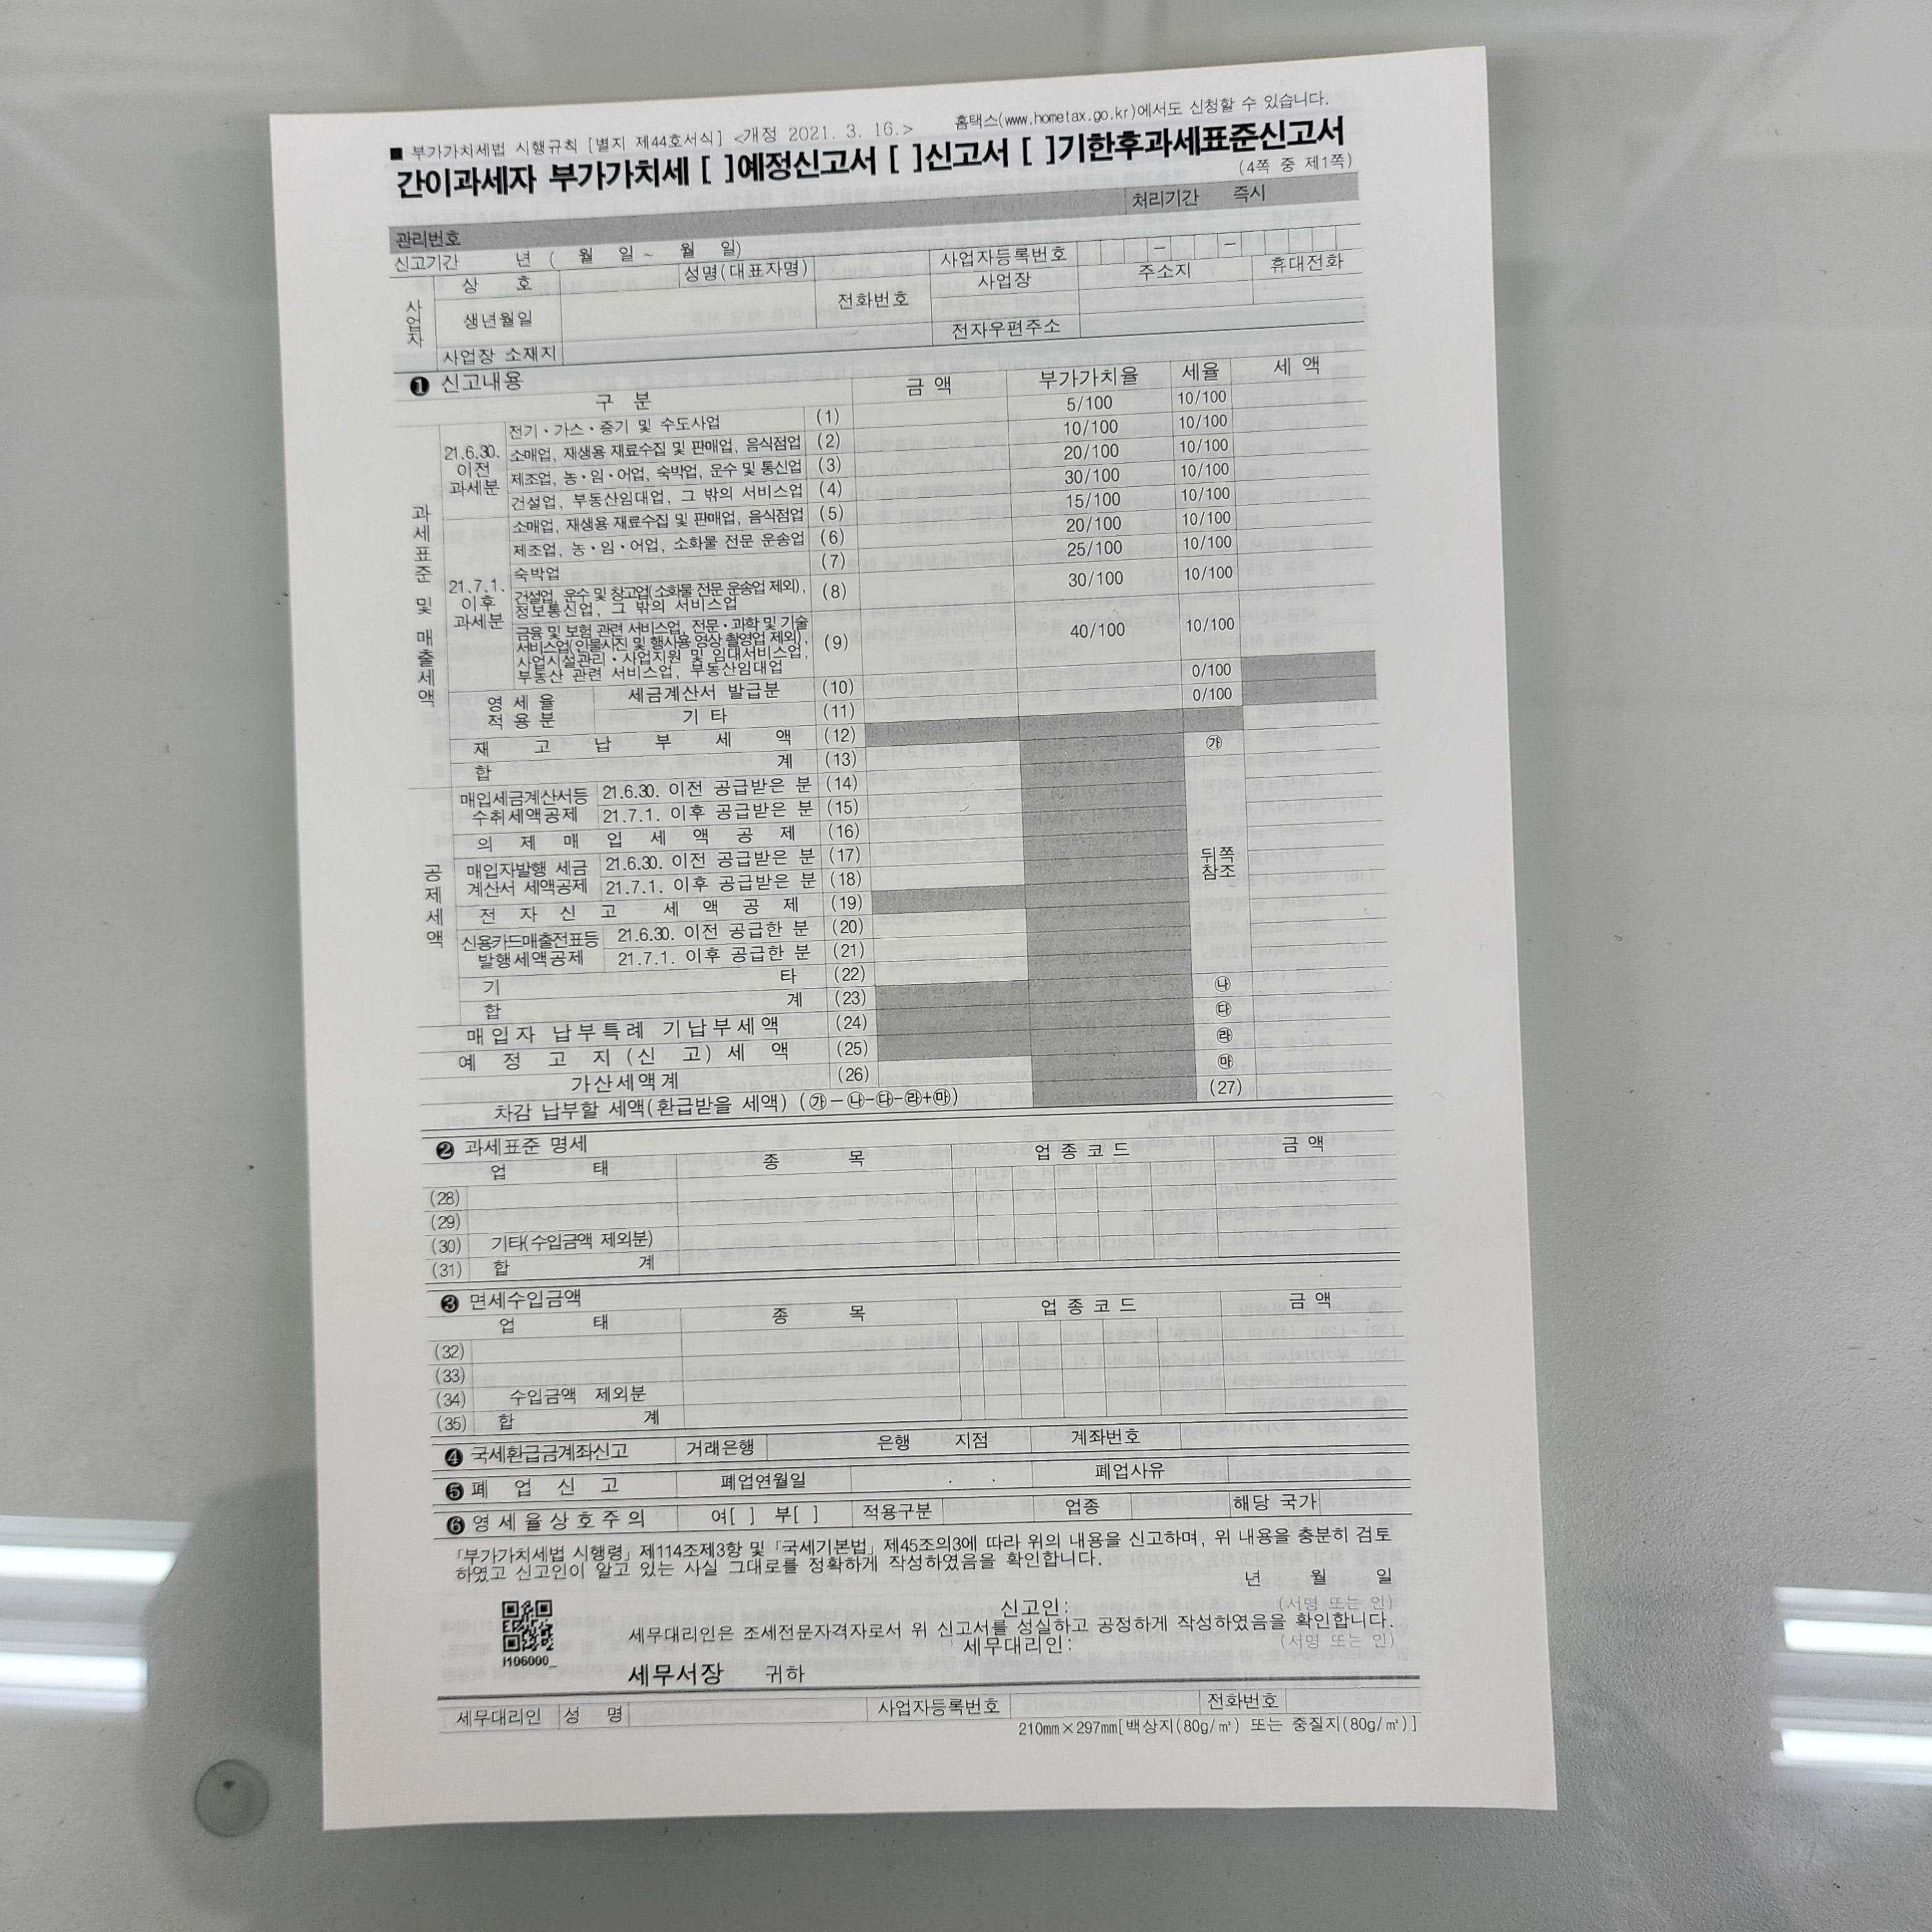 ■ 부가가치세법 시행규칙 [별지 제44호서식] <개정 2021. 3. 16.>
홈택스(www.hometax.go.kr)에서도 신청할 수 있습니다.
간이과세자 부가가치세 [ ]예정신고서 [ ]신고서 [ ]기한후과세표준신고서
(4쪽 중 제1쪽)
관리번호 처리기간 즉시
신고기간 년 ( 월 일 ~ 월 일)
사업자
상 호 성명(대표자명) 사업자등록번호 - -
생년월일 전화번호 사업장 주소지 휴대전화
사업장 소재지 전자우편주소
❶ 신고내용
구 분 금 액 부가가치율 세율 세 액
과세표준 및 매출세액
21.6.30. 이전 과세분
전기·가스·증기 및 수도사업 (1) 5/100 10/100
소매업, 재생용 재료수집 및 판매업, 음식점업 (2) 10/100 10/100
제조업, 농·임·어업, 숙박업, 운수 및 통신업 (3) 20/100 10/100
건설업, 부동산임대업, 그 밖의 서비스업 (4) 30/100 10/100
21.7.1. 이후 과세분
소매업, 재생용 재료수집 및 판매업, 음식점업 (5) 15/100 10/100
제조업, 농·임·어업, 소화물 전문 운송업 (6) 20/100 10/100
숙박업 (7) 25/100 10/100
건설업, 운수 및 창고업(소화물 전문 운송업 제외),
정보통신업, 그 밖의 서비스업 (8) 30/100 10/100
금융 및 보험 관련 서비스업, 전문·과학 및 기술
서비스업(인물사진 및 행사용 영상 촬영업 제외),
사업시설관리·사업지원 및 임대서비스업,
부동산 관련 서비스업, 부동산임대업 (9) 40/100 10/100
영 세 율 적 용 분
세금계산서 발급분 (10) 0/100
기 타 (11) 0/100
재 고 납 부 세 액 (12)
합 계 (13) ㉮
공제세액
매입세금계산서등 수취세액공제
21.6.30. 이전 공급받은 분 (14)
21.7.1. 이후 공급받은 분 (15)
의 제 매 입 세 액 공 제 (16)
매입자발행 세금계산서 세액공제
21.6.30. 이전 공급받은 분 (17)
21.7.1. 이후 공급받은 분 (18)
뒤쪽 참조
전 자 신 고 세 액 공 제 (19)
신용카드매출전표등 발행세액공제
21.6.30. 이전 공급한 분 (20)
21.7.1. 이후 공급한 분 (21)
기 타 (22)
합 계 (23) ㉯
매입자 납부특례 기납부세액 (24) ㉰
예 정 고 지 (신 고) 세 액 (25) ㉱
가산세액계 (26) ㉲
차감 납부할 세액(환급받을 세액) (㉮-㉯-㉰-㉱+㉲) (27)
❷ 과세표준 명세
업 태 종 목 업 종 코 드 금 액
(28)
(29)
(30) 기타(수입금액 제외분)
(31) 합 계
❸ 면세수입금액
업 태 종 목 업 종 코 드 금 액
(32)
(33)
(34) 수입금액 제외분
(35) 합 계
❹ 국세환급금계좌신고 거래은행 은행 지점 계좌번호
❺ 폐 업 신 고 폐업연월일 . . 폐업사유
❻ 영세율상호주의 여[ ] 부[ ] 적용구분 업종 해당 국가
「부가가치세법 시행령」 제114조제3항 및 「국세기본법」 제45조의3에 따라 위의 내용을 신고하며, 위 내용을 충분히 검토
하였고 신고인이 알고 있는 사실 그대로를 정확하게 작성하였음을 확인합니다.
년 월 일
신고인: (서명 또는 인)
세무대리인은 조세전문자격자로서 위 신고서를 성실하고 공정하게 작성하였음을 확인합니다.
세무대리인: (서명 또는 인)
I106000_
세무서장 귀하
세무대리인 성 명 사업자등록번호 전화번호
210㎜×297㎜[백상지(80g/㎡) 또는 중질지(80g/㎡)]